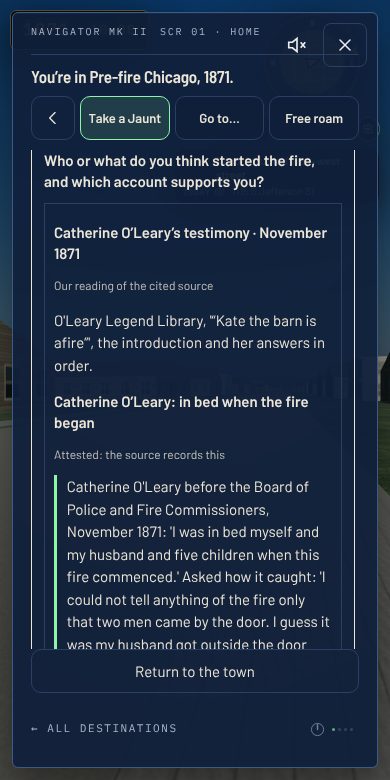 NAVIGATOR MK II SCR 01 · HOME
You're in Pre-fire Chicago, 1871.
Take a Jaunt
Go to…
Free roam
Who or what do you think started the fire,
and which account supports you?
Catherine O'Leary's testimony · November
1871
Our reading of the cited source
O'Leary Legend Library, "'Kate the barn is
afire'", the introduction and her answers in
order.
Catherine O'Leary: in bed when the fire
began
Attested: the source records this
Catherine O'Leary before the Board of
Police and Fire Commissioners,
November 1871: 'I was in bed myself and
my husband and five children when this
fire commenced.' Asked how it caught: 'I
could not tell anything of the fire only
that two men came by the door. I guess it
was my husband got outside the door
Return to the town
← ALL DESTINATIONS